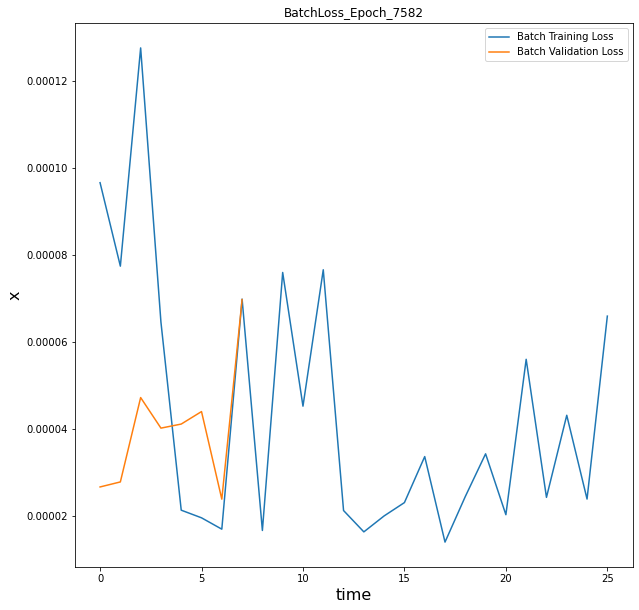 BatchLoss_Epoch_7582
Batch Training Loss
Batch Validation Loss
0.00012
0.00010
0.00008
0.00006
0.00004
0.00002
x
0 5 10 15 20 25
time